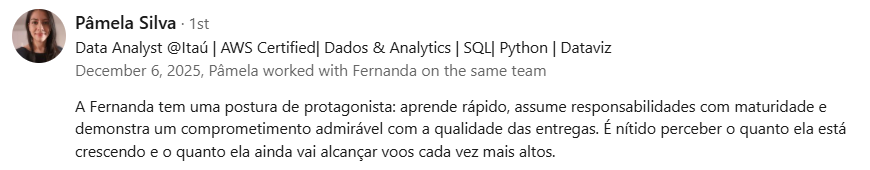 Pâmela Silva · 1st
Data Analyst @Itaú | AWS Certified| Dados & Analytics | SQL| Python | Dataviz
December 6, 2025, Pâmela worked with Fernanda on the same team
A Fernanda tem uma postura de protagonista: aprende rápido, assume responsabilidades com maturidade e
demonstra um comprometimento admirável com a qualidade das entregas. É nítido perceber o quanto ela está
crescendo e o quanto ela ainda vai alcançar voos cada vez mais altos.